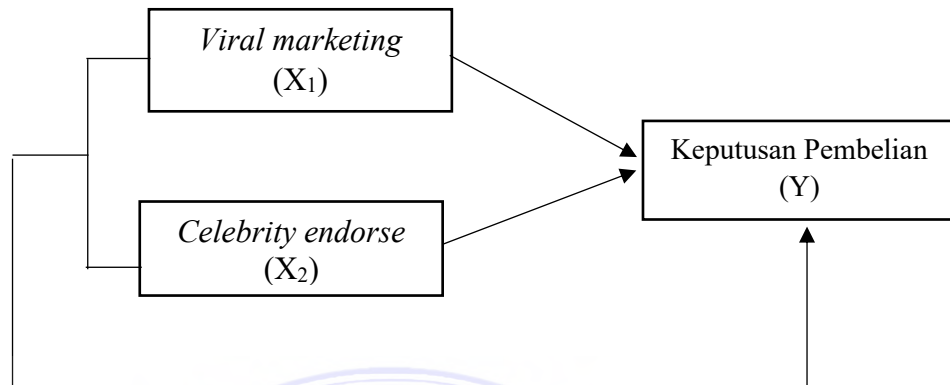 Viral marketing
(X₁)
Keputusan Pembelian
(Y)
Celebrity endorse
(X₂)